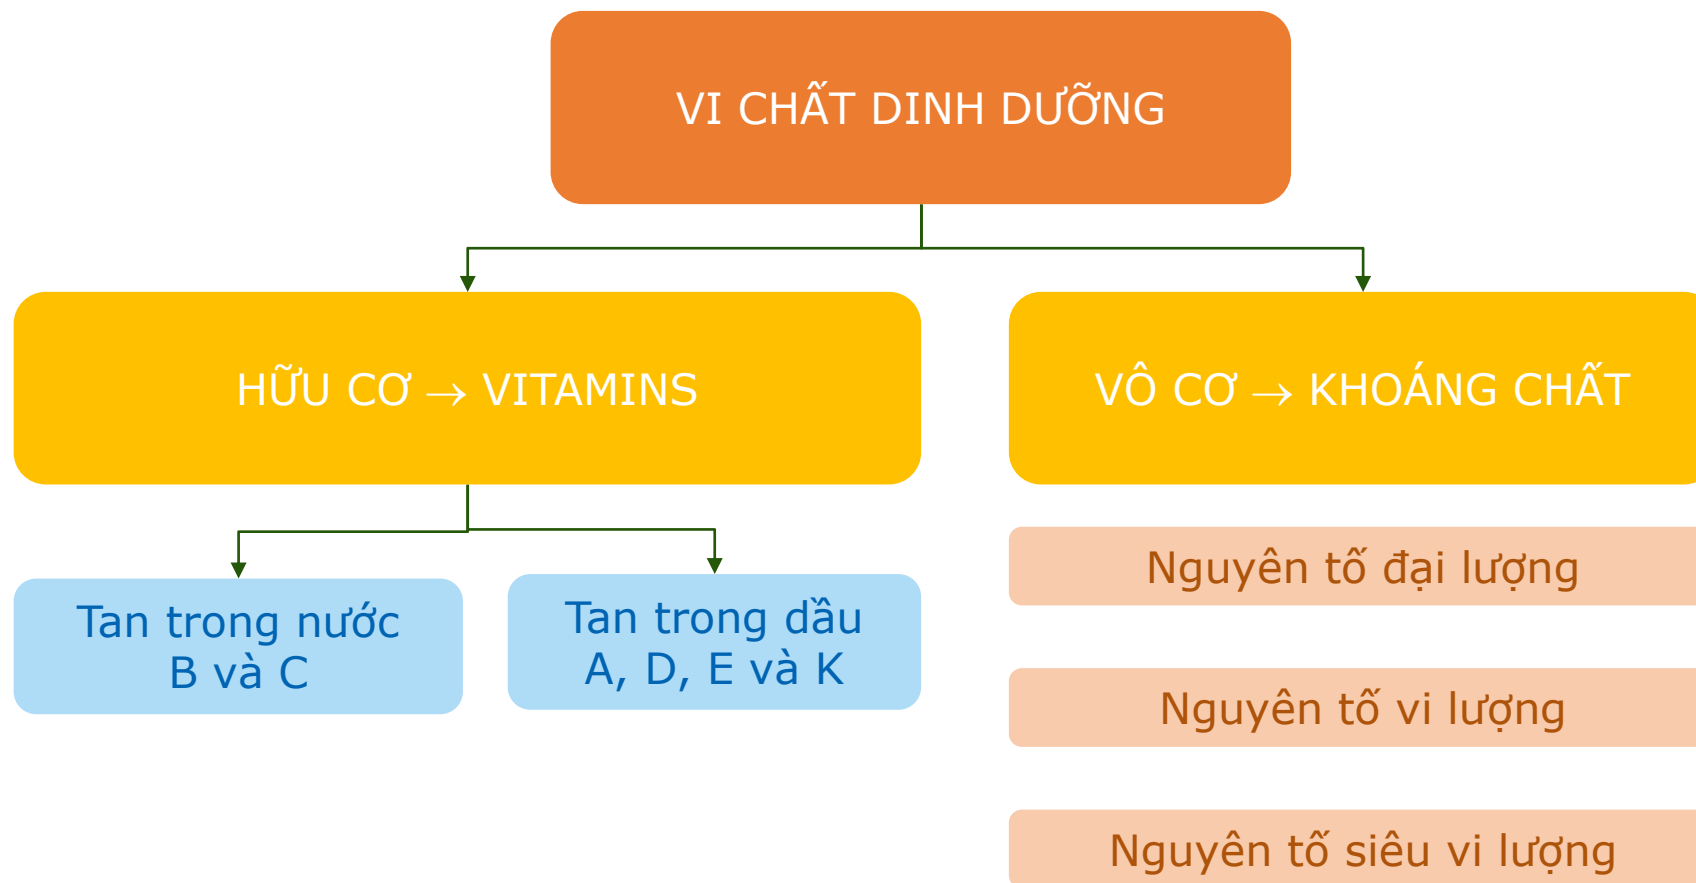 VI CHẤT DINH DƯỠNG
HỮU CƠ → VITAMINS
VÔ CƠ → KHOÁNG CHẤT
Tan trong nước
B và C
Tan trong dầu
A, D, E và K
Nguyên tố đại lượng
Nguyên tố vi lượng
Nguyên tố siêu vi lượng